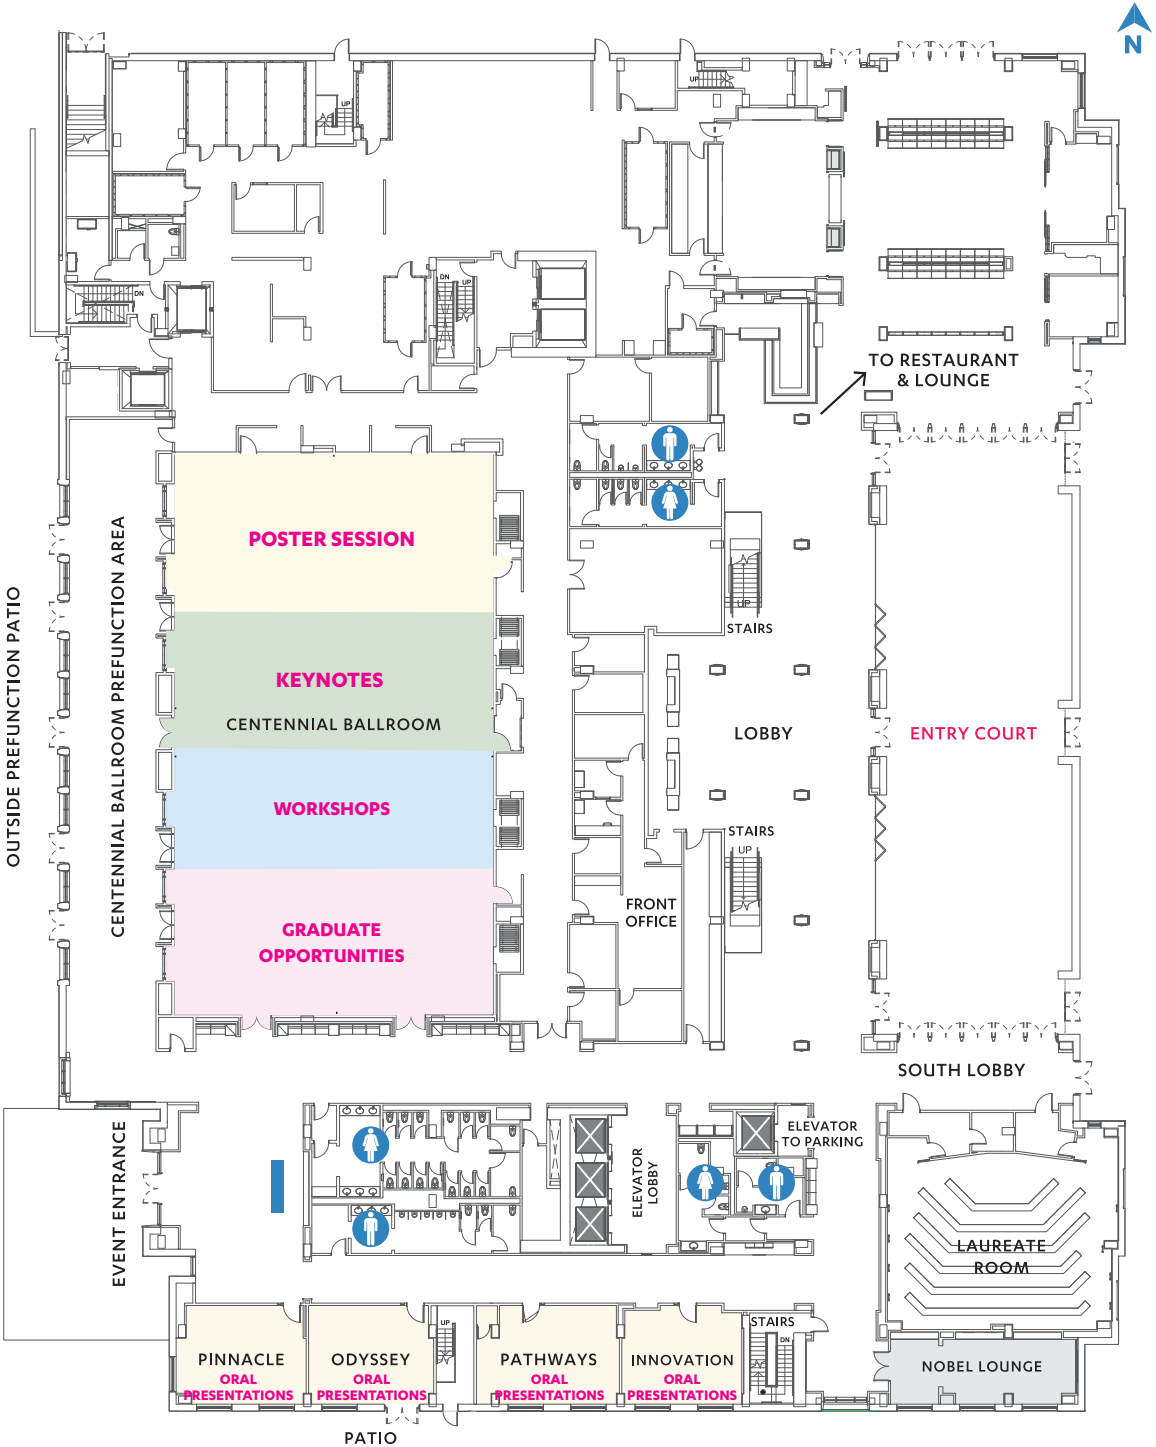 N
UP
UP
DN
UP
DN
TO RESTAURANT
& LOUNGE
POSTER SESSION
KEYNOTES
CENTENNIAL BALLROOM
WORKSHOPS
GRADUATE
OPPORTUNITIES
OUTSIDE PREFUNCTION PATIO
CENTENNIAL BALLROOM PREFUNCTION AREA
UP
STAIRS
LOBBY
ENTRY COURT
STAIRS
UP
FRONT
OFFICE
SOUTH LOBBY
EVENT ENTRANCE
ELEVATOR
LOBBY
ELEVATOR
TO PARKING
LAUREATE
ROOM
NOBEL LOUNGE
STAIRS
DN
UP
PINNACLE
ORAL
PRESENTATIONS
ODYSSEY
ORAL
PRESENTATIONS
PATHWAYS
ORAL
PRESENTATIONS
INNOVATION
ORAL
PRESENTATIONS
PATIO